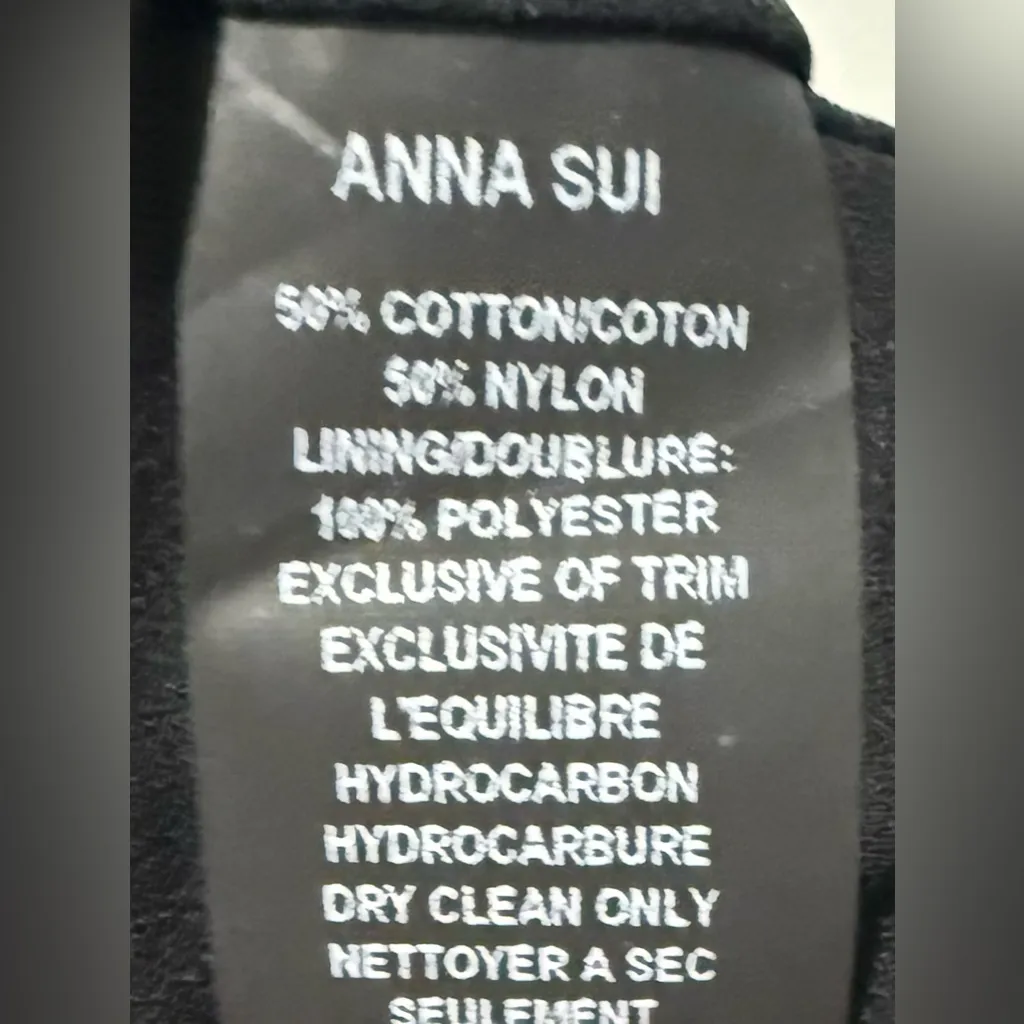 ANNA SUI
50% COTTON/COTON
50% NYLON
LINING/DOUBLURE:
100% POLYESTER
EXCLUSIVE OF TRIM
EXCLUSIVITE DE
L'EQUILIBRE
HYDROCARBON
HYDROCARBURE
DRY CLEAN ONLY
NETTOYER A SEC
SEULEMENT